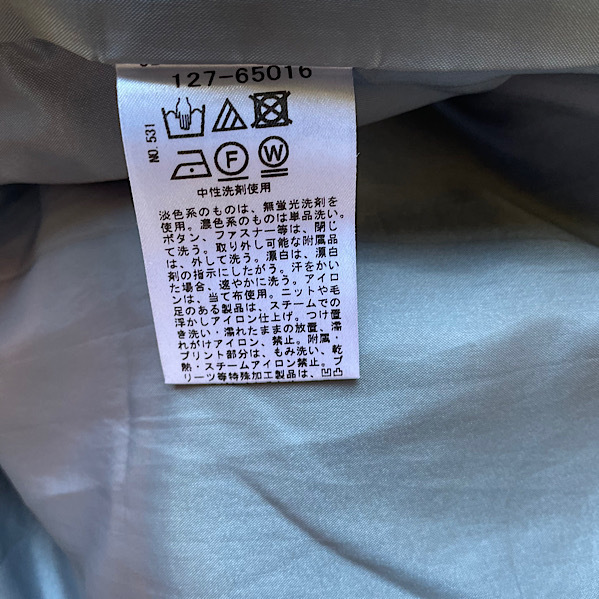 127-65016
NO.531
F
W
中性洗剤使用
淡色系のものは、無蛍光洗剤を
使用。濃色系のものは単品洗い。
ボタン、ファスナー等は、閉じ
て洗う。取り外し可能な附属品
は、外して洗う。漂白は、漂白
剤の指示にしたがう。汗をかい
た場合、速やかに洗う。アイロ
ンは、当て布使用。ニットや毛
足のある製品は、スチームでの
浮かしアイロン仕上げ。つけ置
き洗い・濡れたままの放置、濡
れがけアイロン、禁止。附属・
プリント部分は、もみ洗い、乾
熱・スチームアイロン禁止。プ
リーツ等特殊加工製品は、凹凸